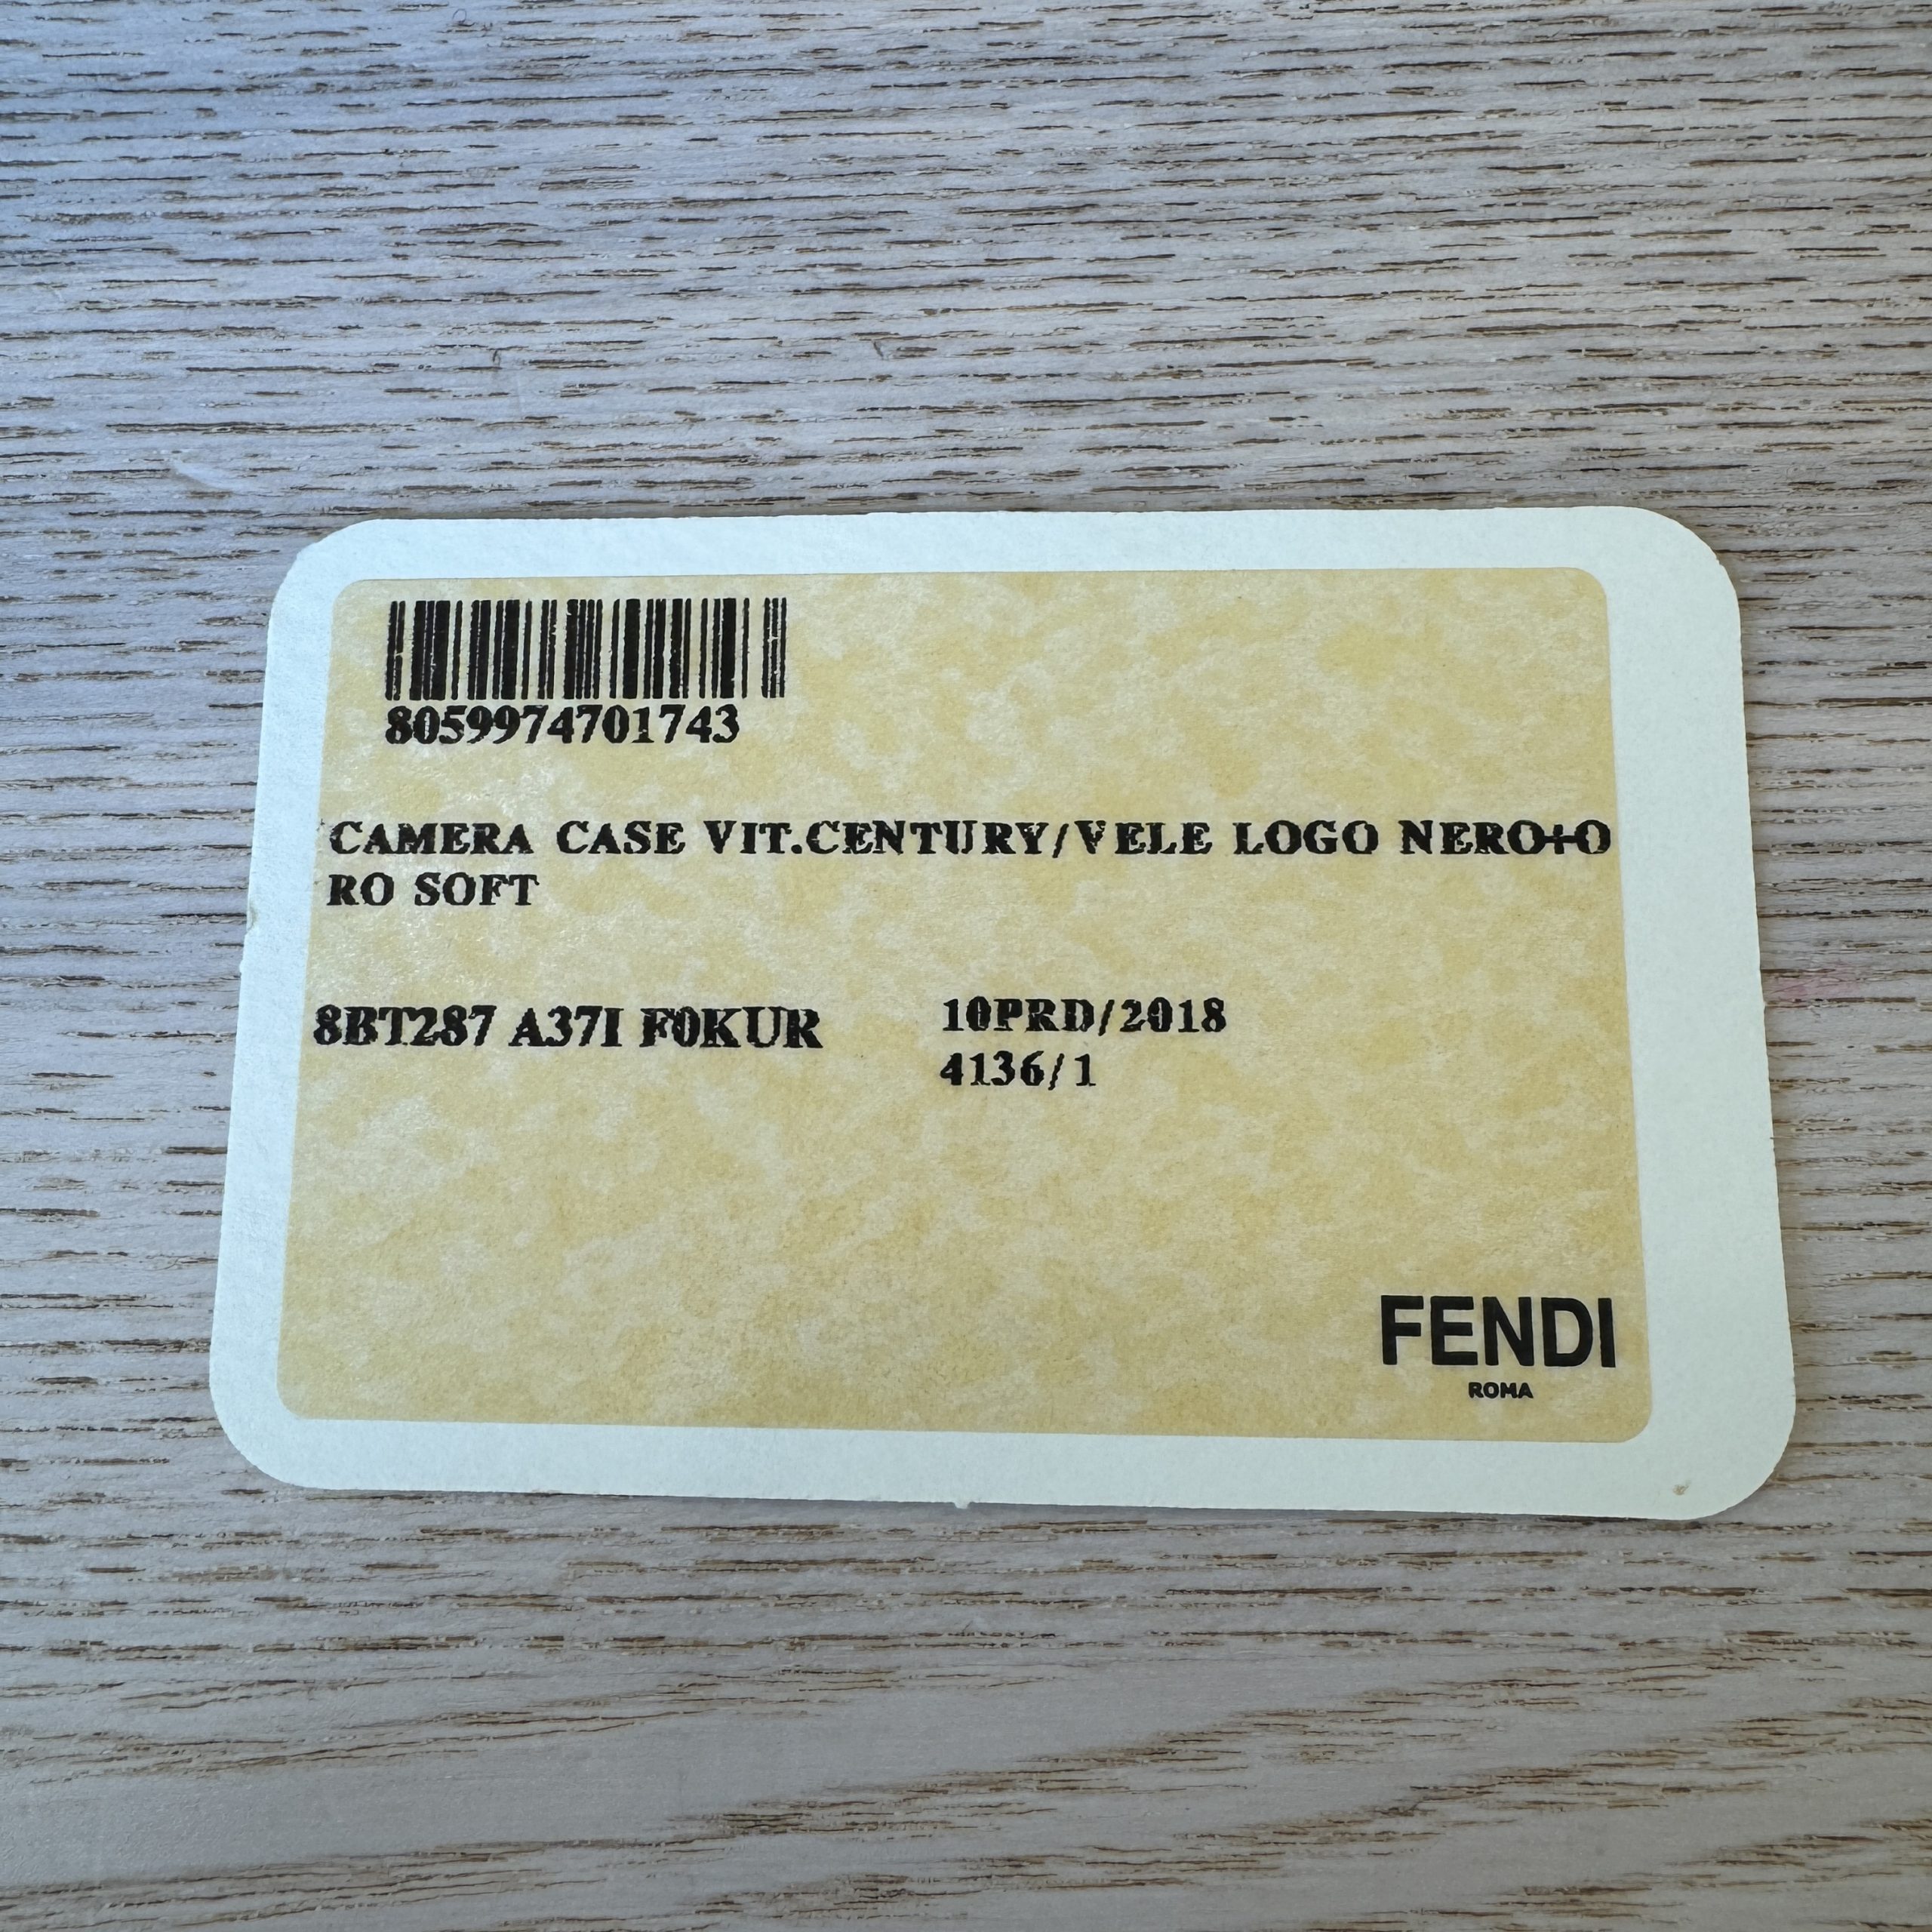 8059974701743
CAMERA CASE VIT.CENTURY/VELE LOGO NERO+O
RO SOFT
8BT287 A37I F0KUR
10PRD/2018
4136/1
FENDI
ROMA